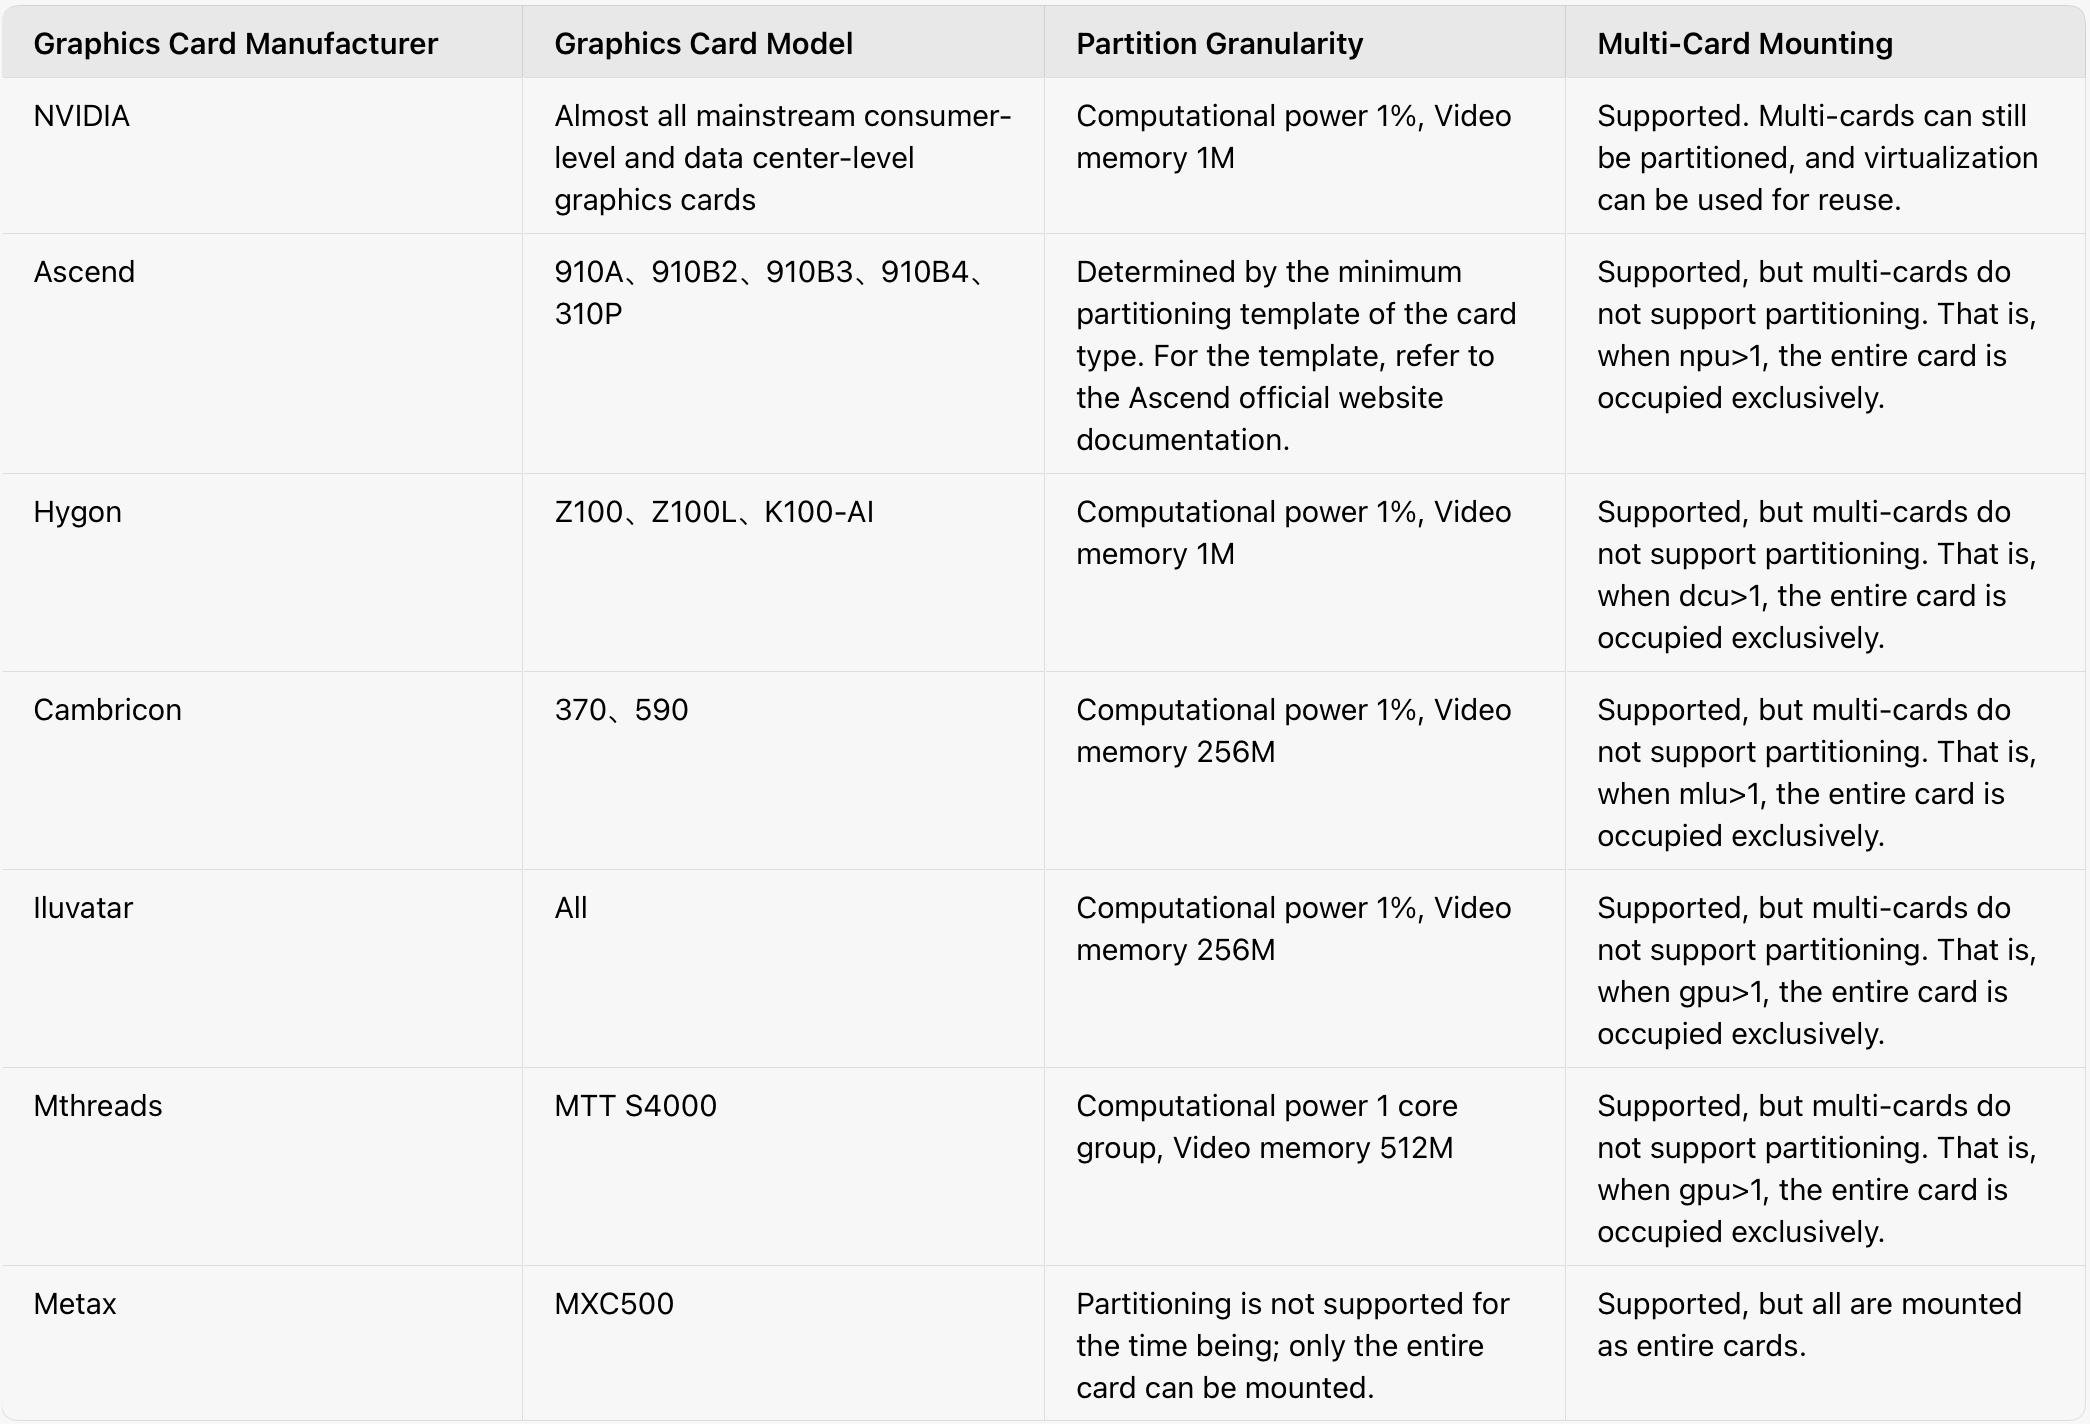 Graphics Card Manufacturer
Graphics Card Model
Partition Granularity
Multi-Card Mounting
NVIDIA
Almost all mainstream consumer-
level and data center-level
graphics cards
Computational power 1%, Video
memory 1M
Supported. Multi-cards can still
be partitioned, and virtualization
can be used for reuse.
Ascend
910A、910B2、910B3、910B4、
310P
Determined by the minimum
partitioning template of the card
type. For the template, refer to
the Ascend official website
documentation.
Supported, but multi-cards do
not support partitioning. That is,
when npu>1, the entire card is
occupied exclusively.
Hygon
Z100、Z100L、K100-AI
Computational power 1%, Video
memory 1M
Supported, but multi-cards do
not support partitioning. That is,
when dcu>1, the entire card is
occupied exclusively.
Cambricon
370、590
Computational power 1%, Video
memory 256M
Supported, but multi-cards do
not support partitioning. That is,
when mlu>1, the entire card is
occupied exclusively.
Iluvatar
All
Computational power 1%, Video
memory 256M
Supported, but multi-cards do
not support partitioning. That is,
when gpu>1, the entire card is
occupied exclusively.
Mthreads
MTT S4000
Computational power 1 core
group, Video memory 512M
Supported, but multi-cards do
not support partitioning. That is,
when gpu>1, the entire card is
occupied exclusively.
Metax
MXC500
Partitioning is not supported for
the time being; only the entire
card can be mounted.
Supported, but all are mounted
as entire cards.